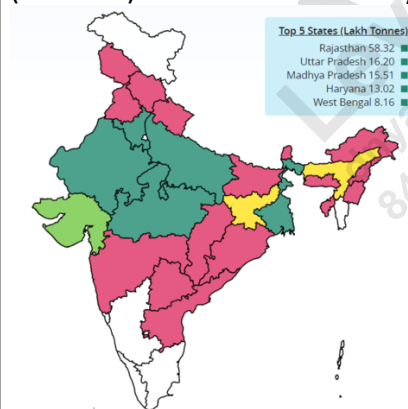 Top 5 States (Lakh Tonnes)
Rajasthan 58.32
Uttar Pradesh 16.20
Madhya Pradesh 15.51
Haryana 13.02
West Bengal 8.16